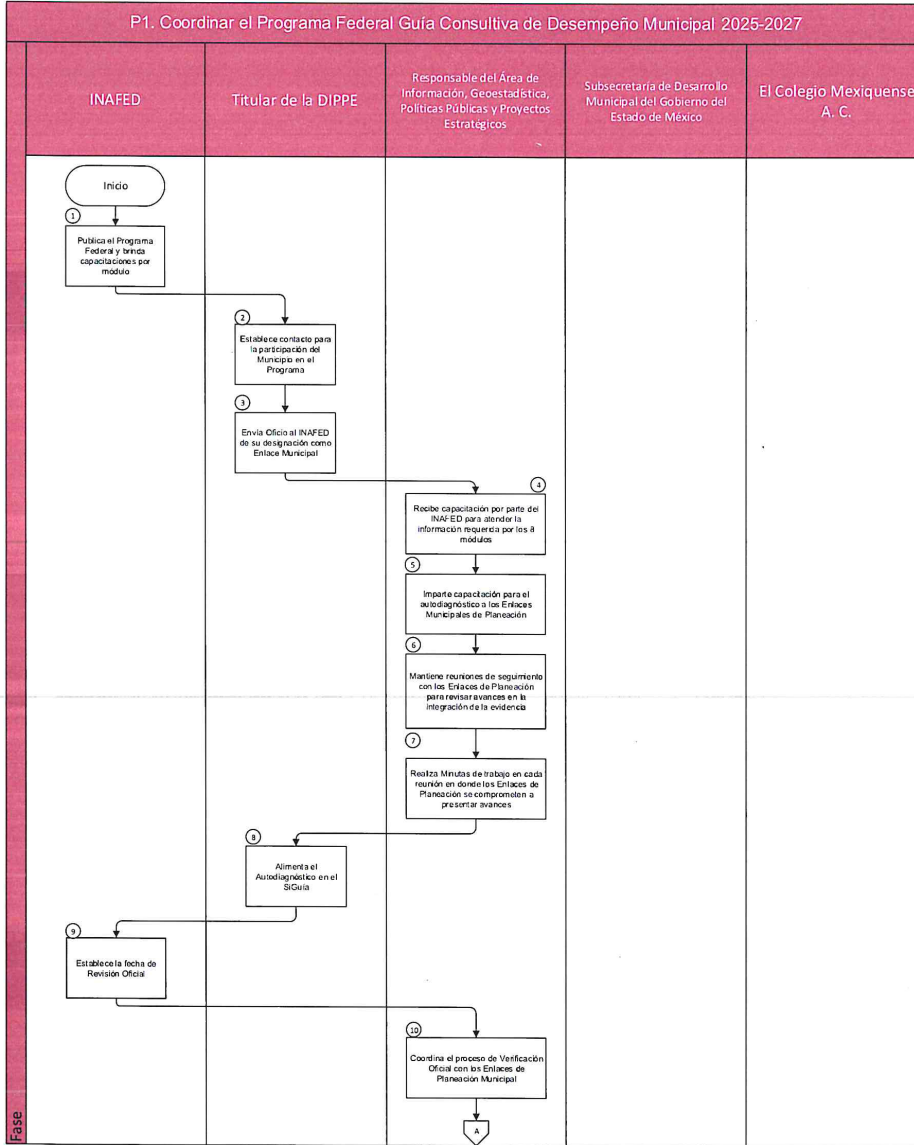 P1. Coordinar el Programa Federal Guía Consultiva de Desempeño Municipal 2025-2027
INAFED
Titular de la DIPPE
Responsable del Área de
Información, Geoestadística,
Políticas Públicas y Proyectos
Estratégicos
Subsecretaría de Desarrollo
Municipal del Gobierno del
Estado de México
El Colegio Mexiquense
A. C.
Inicio
1
Publica el Programa
Federal y brinda
capacitaciones por
módulo
2
Establece contacto para
la participación del
Municipio en el
Programa
3
Envía Oficio al INAFED
de su designación como
Enlace Municipal
4
Recibe capacitación por parte del
INAFED para atender la
información requerida por los 8
módulos
5
Imparte capacitación para el
autodiagnóstico a los Enlaces
Municipales de Planeación
6
Mantiene reuniones de seguimiento
con los Enlaces de Planeación
para revisar avances en la
integración de la evidencia
7
Realiza Minutas de trabajo en cada
reunión en donde los Enlaces de
Planeación se comprometen a
presentar avances
8
Alimenta el
Autodiagnóstico en el
SiGuía
9
Establece la fecha de
Revisión Oficial
10
Coordina el proceso de Verificación
Oficial con los Enlaces de
Planeación Municipal
A
Fase